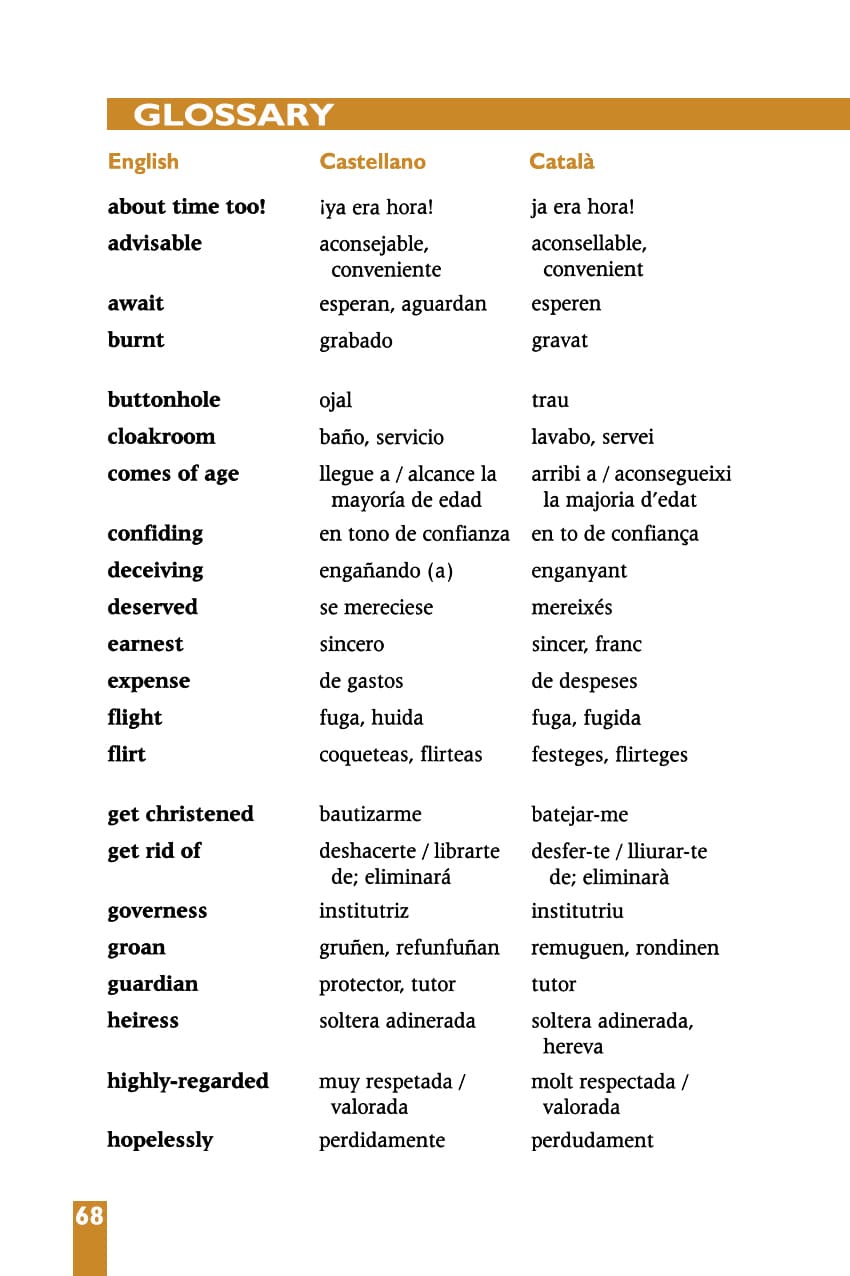 GLOSSARY
English Castellano Català
about time too! ¡ya era hora! ja era hora!
advisable aconsejable, aconsellable,
conveniente convenient
await esperan, aguardan esperen
burnt grabado gravat
buttonhole ojal trau
cloakroom baño, servicio lavabo, servei
comes of age llegue a / alcance la arribi a / aconsegueixi
mayoría de edad la majoria d’edat
confiding en tono de confianza en to de confiança
deceiving engañando (a) enganyant
deserved se mereciese mereixés
earnest sincero sincer, franc
expense de gastos de despeses
flight fuga, huida fuga, fugida
flirt coqueteas, flirteas festeges, flirteges
get christened bautizarme batejar-me
get rid of deshacerte / librarte desfer-te / lliurar-te
de; eliminará de; eliminarà
governess institutriz institutriu
groan gruñen, refunfuñan remuguen, rondinen
guardian protector, tutor tutor
heiress soltera adinerada soltera adinerada,
hereva
highly-regarded muy respetada / molt respectada /
valorada valorada
hopelessly perdidamente perdudament
68